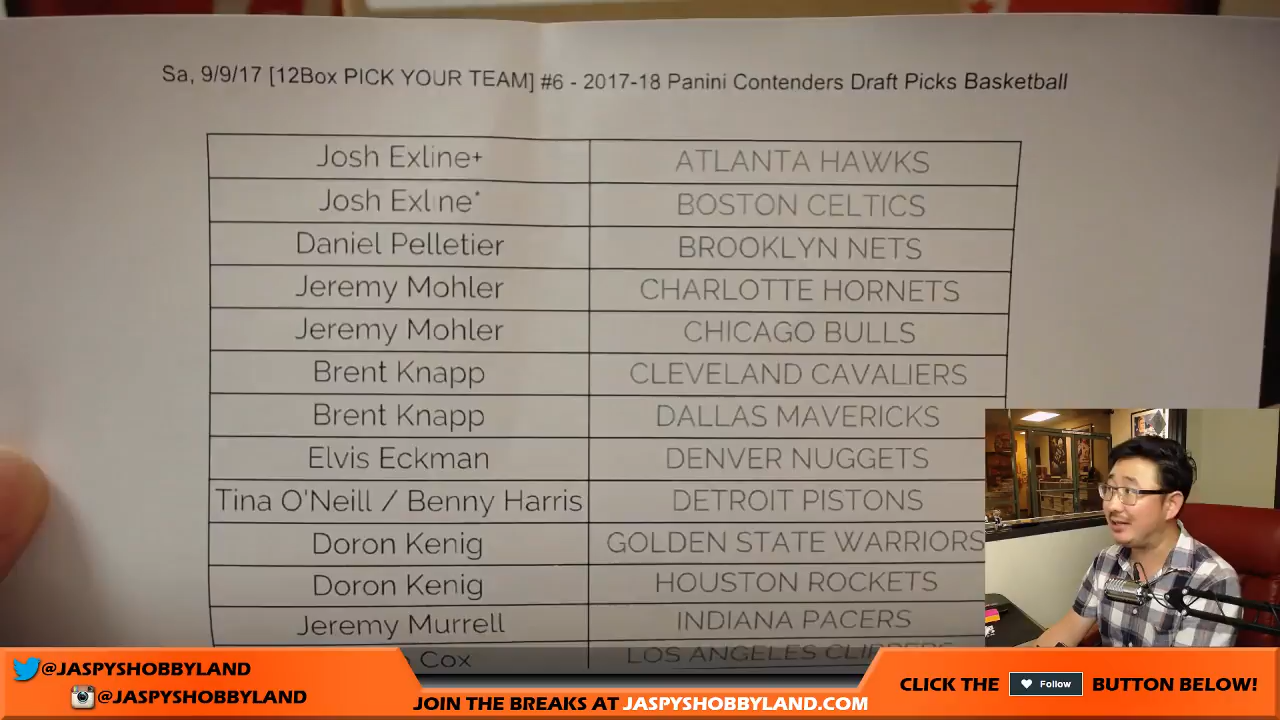 Sa, 9/9/17 [12Box PICK YOUR TEAM] #6 - 2017-18 Panini Contenders Draft Picks Basketball
Josh Exline+ ATLANTA HAWKS
Josh Exline* BOSTON CELTICS
Daniel Pelletier BROOKLYN NETS
Jeremy Mohler CHARLOTTE HORNETS
Jeremy Mohler CHICAGO BULLS
Brent Knapp CLEVELAND CAVALIERS
Brent Knapp DALLAS MAVERICKS
Elvis Eckman DENVER NUGGETS
Tina O'Neill / Benny Harris DETROIT PISTONS
Doron Kenig GOLDEN STATE WARRIORS
Doron Kenig HOUSTON ROCKETS
Jeremy Murrell INDIANA PACERS
Cox LOS ANGELES CLIPPERS
@JASPYSHOBBYLAND
@JASPYSHOBBYLAND
JOIN THE BREAKS AT JASPYSHOBBYLAND.COM
CLICK THE Follow BUTTON BELOW!